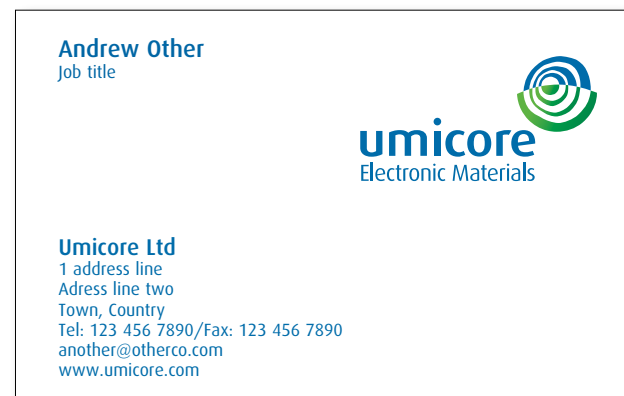 Andrew Other
Job title
umicore
Electronic Materials
Umicore Ltd
1 address line
Adress line two
Town, Country
Tel: 123 456 7890/Fax: 123 456 7890
another@otherco.com
www.umicore.com